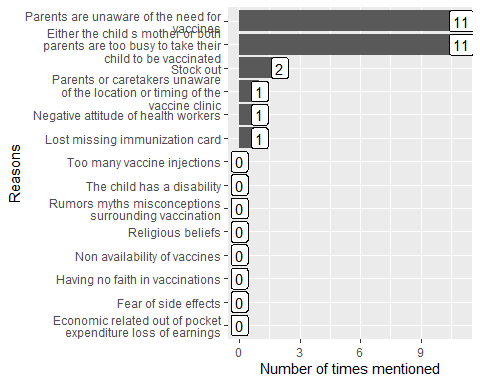 Parents are unaware of the need for
vaccines
11
Either the child s mother or both
parents are too busy to take their
child to be vaccinated
11
Stock out
2
Parents or caretakers unaware
of the location or timing of the
vaccine clinic
1
Negative attitude of health workers
1
Lost missing immunization card
1
Too many vaccine injections
0
The child has a disability
0
Rumors myths misconceptions
surrounding vaccination
0
Religious beliefs
0
Non availability of vaccines
0
Having no faith in vaccinations
0
Fear of side effects
0
Economic related out of pocket
expenditure loss of earnings
0
Reasons
0 3 6 9
Number of times mentioned